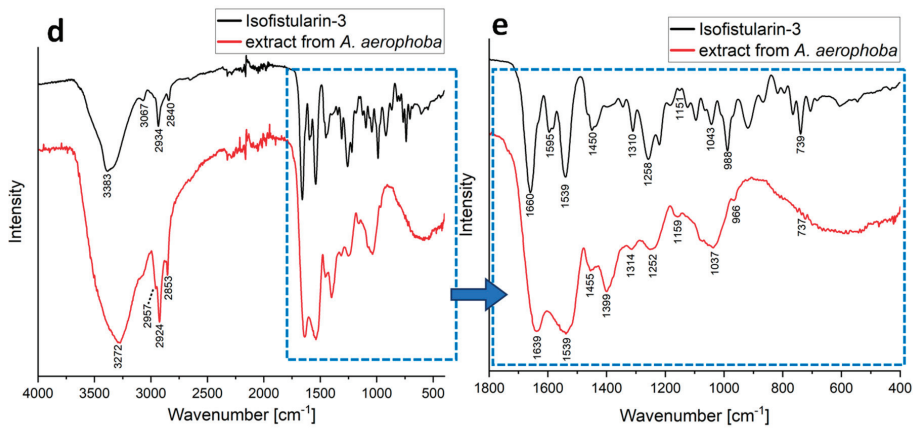 d
Isofistularin-3
extract from A. aerophoba
Intensity
3383
3067
2934
2840
3272
2957
2924
2853
4000 3500 3000 2500 2000 1500 1000 500
Wavenumber [cm⁻¹]
e
Isofistularin-3
extract from A. aerophoba
Intensity
1660
1595
1539
1450
1310
1258
1151
1043
988
739
1639
1539
1455
1399
1314
1252
1159
1037
966
737
1800 1600 1400 1200 1000 800 600 400
Wavenumber [cm⁻¹]